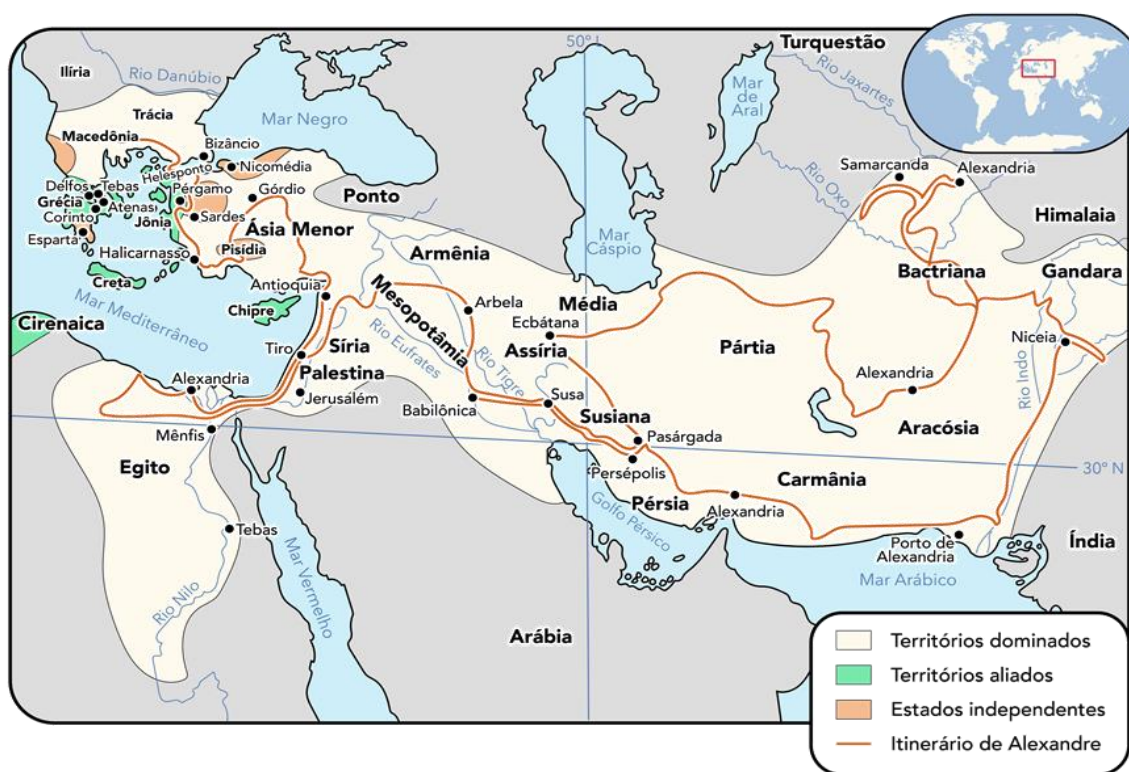 50° L
Turquestão
Ilíria
Rio Danúbio
Rio Jaxartes
Mar
de
Aral
Trácia
Mar Negro
Macedônia
Bizâncio
Helesponto
Nicomédia
Samarcanda
Alexandria
Delfos
Tebas
Pérgamo
Górdio
Rio Oxo
Grécia
Atenas
Ponto
Corinto
Jônia
Sardes
Himalaia
Esparta
Ásia Menor
Mar
Cáspio
Halicarnasso
Pisídia
Armênia
Bactriana
Gandara
Creta
Antioquia
Mesopotâmia
Arbela
Média
Chipre
Cirenaica
Mar Mediterrâneo
Ecbátana
Tiro
Síria
Rio Eufrates
Rio Tigre
Assíria
Pártia
Niceia
Palestina
Alexandria
Alexandria
Rio Indo
Jerusálém
Babilônica
Susa
Susiana
Aracósia
Mênfis
Pasárgada
Egito
Persépolis
Carmânia
30° N
Pérsia
Golfo Pérsico
Alexandria
Tebas
Porto de
Alexandria
Índia
Mar Vermelho
Mar Arábico
Rio Nilo
Arábia
Territórios dominados
Territórios aliados
Estados independentes
Itinerário de Alexandre